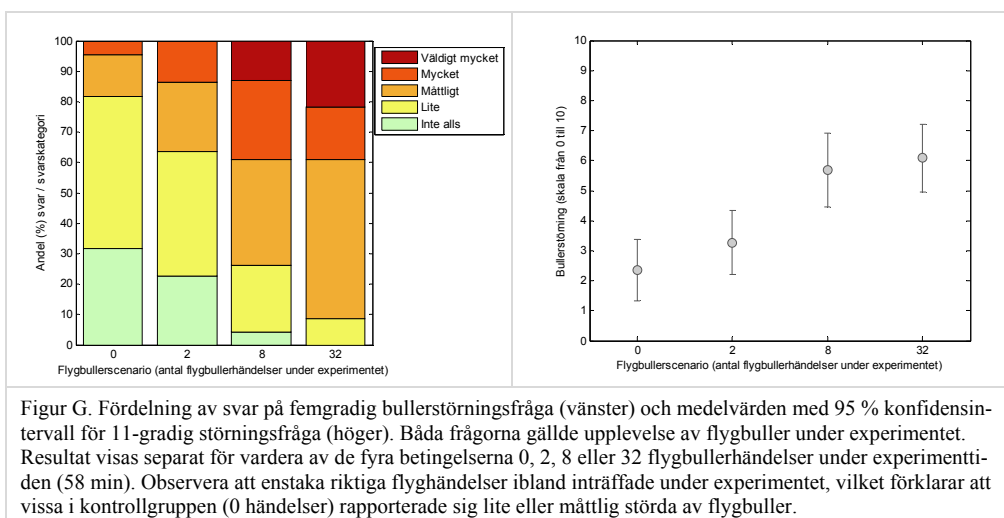 100
90
80
70
60
50
40
30
20
10
0
Andel (%) svar / svarskategori
0 2 8 32
Flygbullerscenario (antal flygbullerhändelser under experimentet)
Väldigt mycket
Mycket
Måttligt
Lite
Inte alls
10
9
8
7
6
5
4
3
2
1
0
Bullerstörning (skala från 0 till 10)
0 2 8 32
Flygbullerscenario (antal flygbullerhändelser under experimentet)
Figur G. Fördelning av svar på femgradig bullerstörningsfråga (vänster) och medelvärden med 95 % konfidensin-
tervall för 11-gradig störningsfråga (höger). Båda frågorna gällde upplevelse av flygbuller under experimentet.
Resultat visas separat för vardera av de fyra betingelserna 0, 2, 8 eller 32 flygbullerhändelser under experimentti-
den (58 min). Observera att enstaka riktiga flyghändelser ibland inträffade under experimentet, vilket förklarar att
vissa i kontrollgruppen (0 händelser) rapporterade sig lite eller måttlig störda av flygbuller.